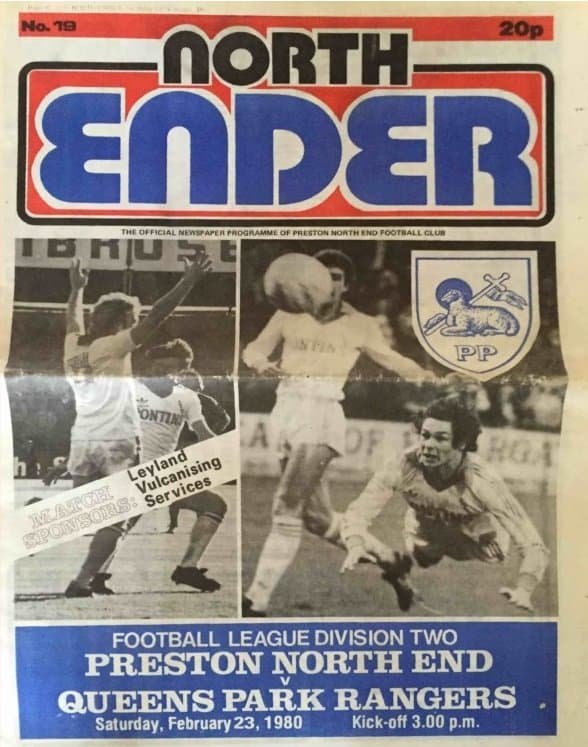 No. 19
20p
NORTH
ENDER
THE OFFICIAL NEWSPAPER PROGRAMME OF PRESTON NORTH END FOOTBALL CLUB
PP
MATCH
SPONSORS:
Leyland
Vulcanising
Services
FOOTBALL LEAGUE DIVISION TWO
PRESTON NORTH END
v
QUEENS PARK RANGERS
Saturday, February 23, 1980
Kick-off 3.00 p.m.